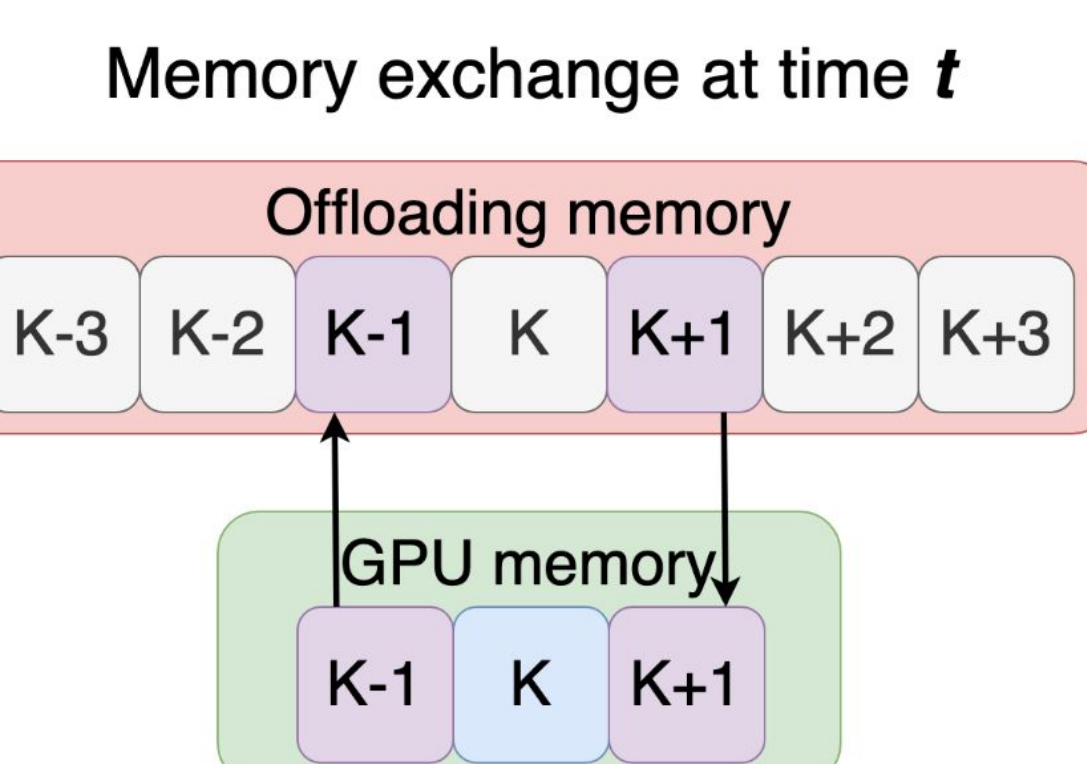 Memory exchange at time t
Offloading memory
K-3 K-2 K-1 K K+1 K+2 K+3
GPU memory
K-1 K K+1